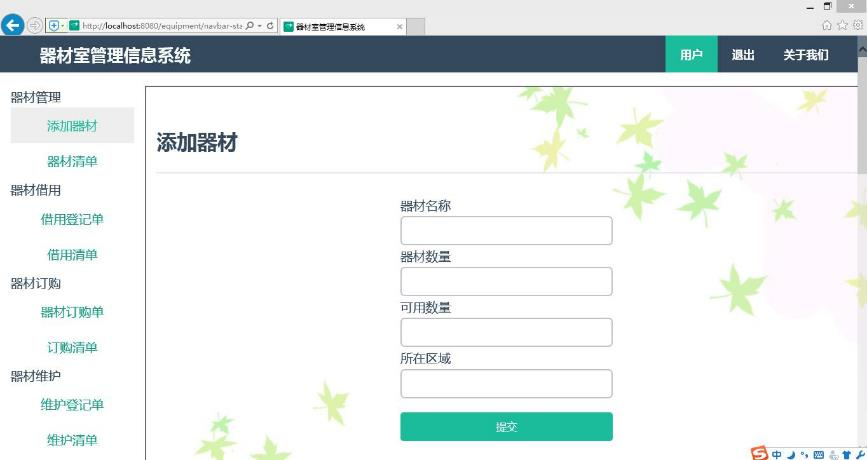 http://localhost:8080/equipment/navbar-sta
器材室管理信息系统
器材室管理信息系统
用户
退出
关于我们
器材管理
添加器材
器材清单
器材借用
借用登记单
借用清单
器材订购
器材订购单
订购清单
器材维护
维护登记单
维护清单
添加器材
器材名称
器材数量
可用数量
所在区域
提交
中